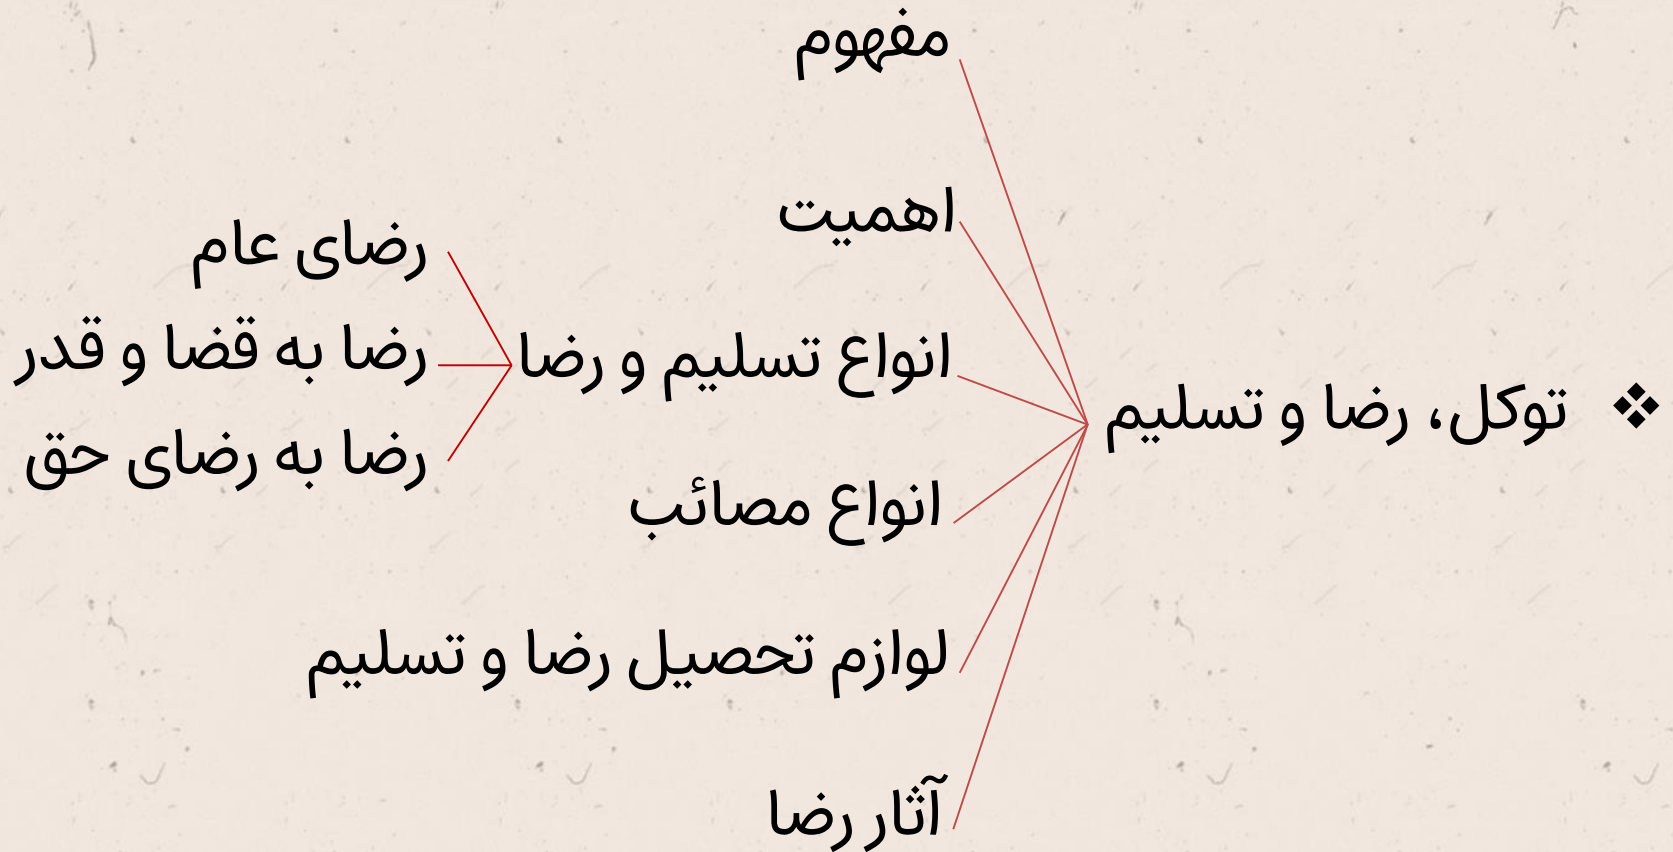 ❖ توکل، رضا و تسلیم
مفهوم
اهمیت
انواع تسلیم و رضا
رضای عام
رضا به قضا و قدر
رضا به رضای حق
انواع مصائب
لوازم تحصیل رضا و تسلیم
آثار رضا